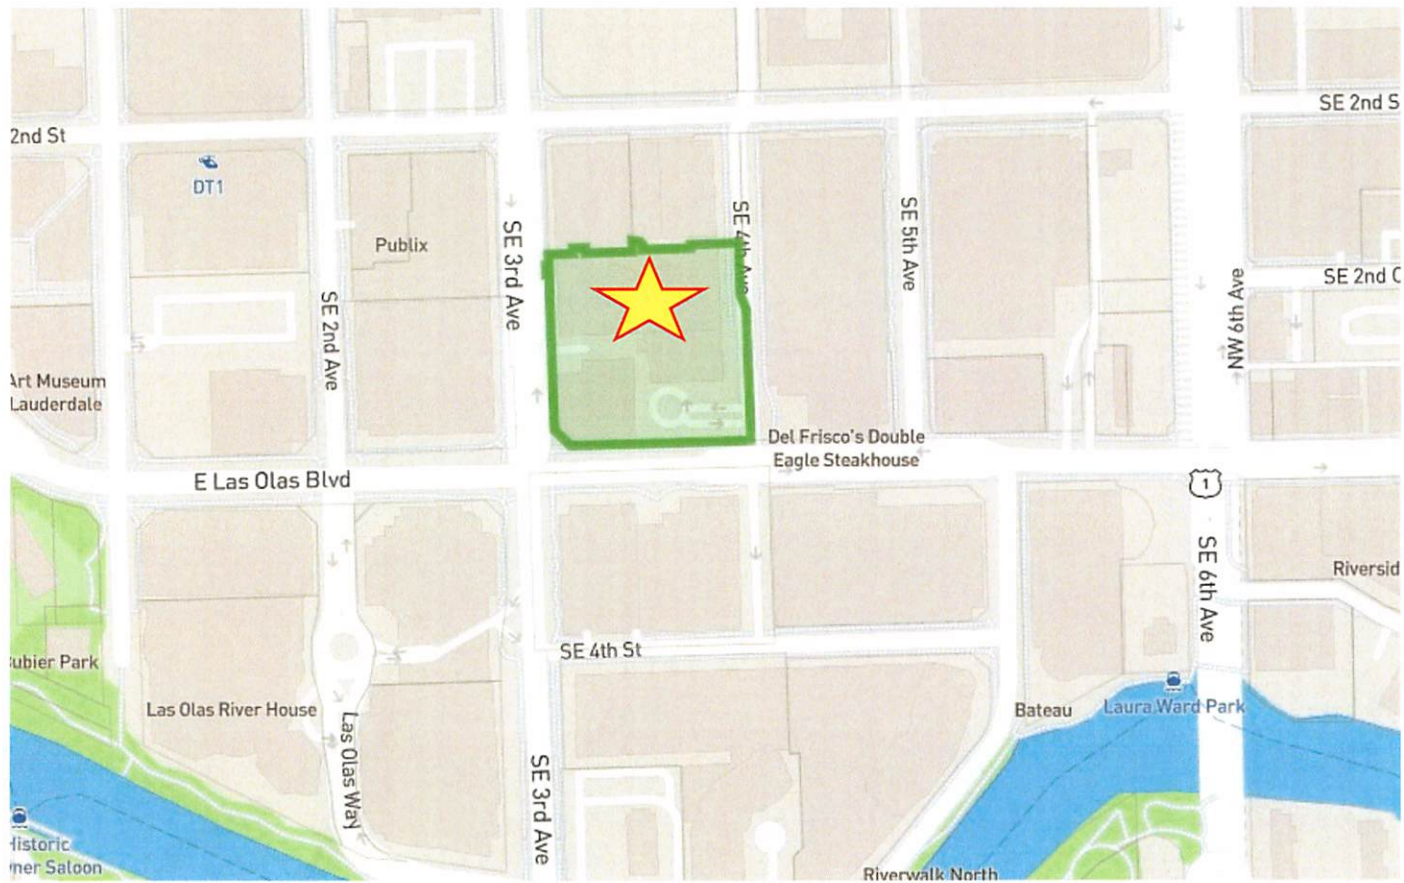 SE 2nd S
2nd St
DT1
SE 4th Ave
SE 5th Ave
SE 3rd Ave
Publix
SE 2nd C
NW 6th Ave
SE 2nd Ave
Art Museum
Lauderdale
Del Frisco's Double
Eagle Steakhouse
E Las Olas Blvd
1
SE 6th Ave
Riversid
SE 4th St
ubier Park
Las Olas River House
Bateau
Laura Ward Park
Las Olas Way
SE 3rd Ave
Historic
ner Saloon
Riverwalk North